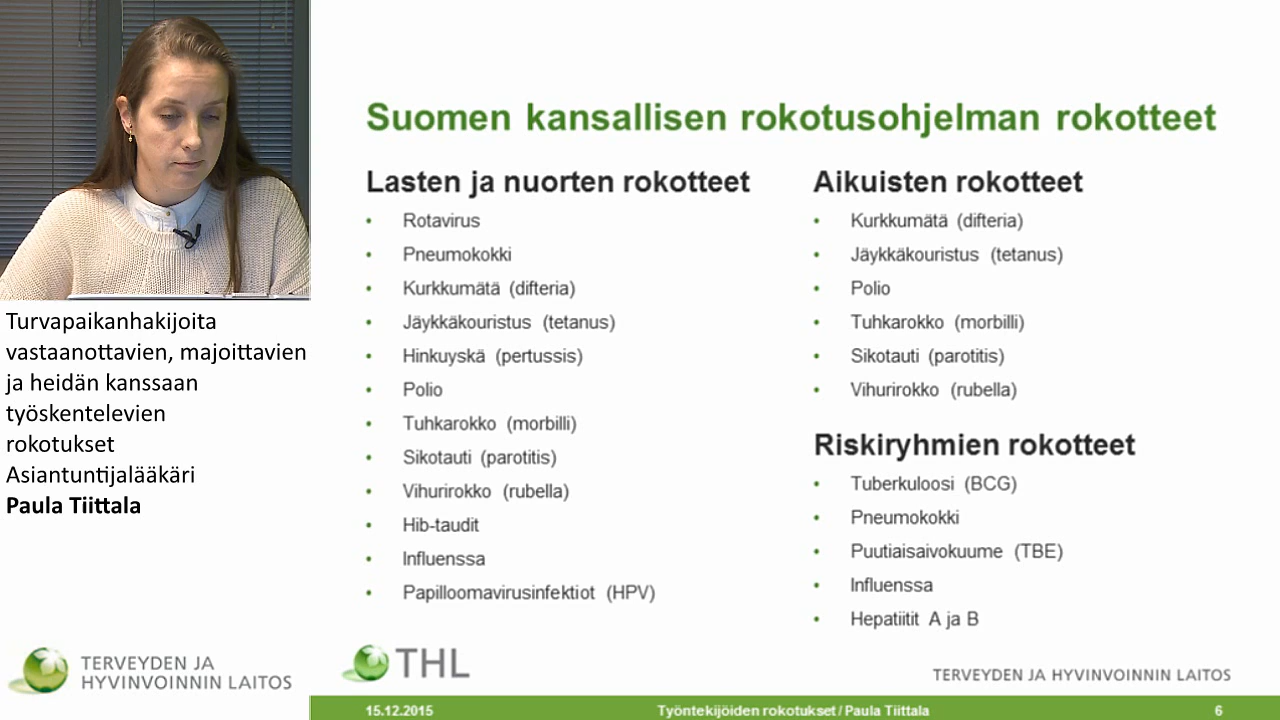 Turvapaikanhakijoita
vastaanottavien, majoittavien
ja heidän kanssaan
työskentelevien
rokotukset
Asiantuntijalääkäri
Paula Tiittala
TERVEYDEN JA
HYVINVOINNIN LAITOS
Suomen kansallisen rokotusohjelman rokotteet
Lasten ja nuorten rokotteet
• Rotavirus
• Pneumokokki
• Kurkkumätä (difteria)
• Jäykkäkouristus (tetanus)
• Hinkuyskä (pertussis)
• Polio
• Tuhkarokko (morbilli)
• Sikotauti (parotitis)
• Vihurirokko (rubella)
• Hib-taudit
• Influenssa
• Papilloomavirusinfektiot (HPV)
Aikuisten rokotteet
• Kurkkumätä (difteria)
• Jäykkäkouristus (tetanus)
• Polio
• Tuhkarokko (morbilli)
• Sikotauti (parotitis)
• Vihurirokko (rubella)
Riskiryhmien rokotteet
• Tuberkuloosi (BCG)
• Pneumokokki
• Puutiaisaivokuume (TBE)
• Influenssa
• Hepatiitit A ja B
THL
TERVEYDEN JA HYVINVOINNIN LAITOS
15.12.2015 Työntekijöiden rokotukset / Paula Tiittala 6